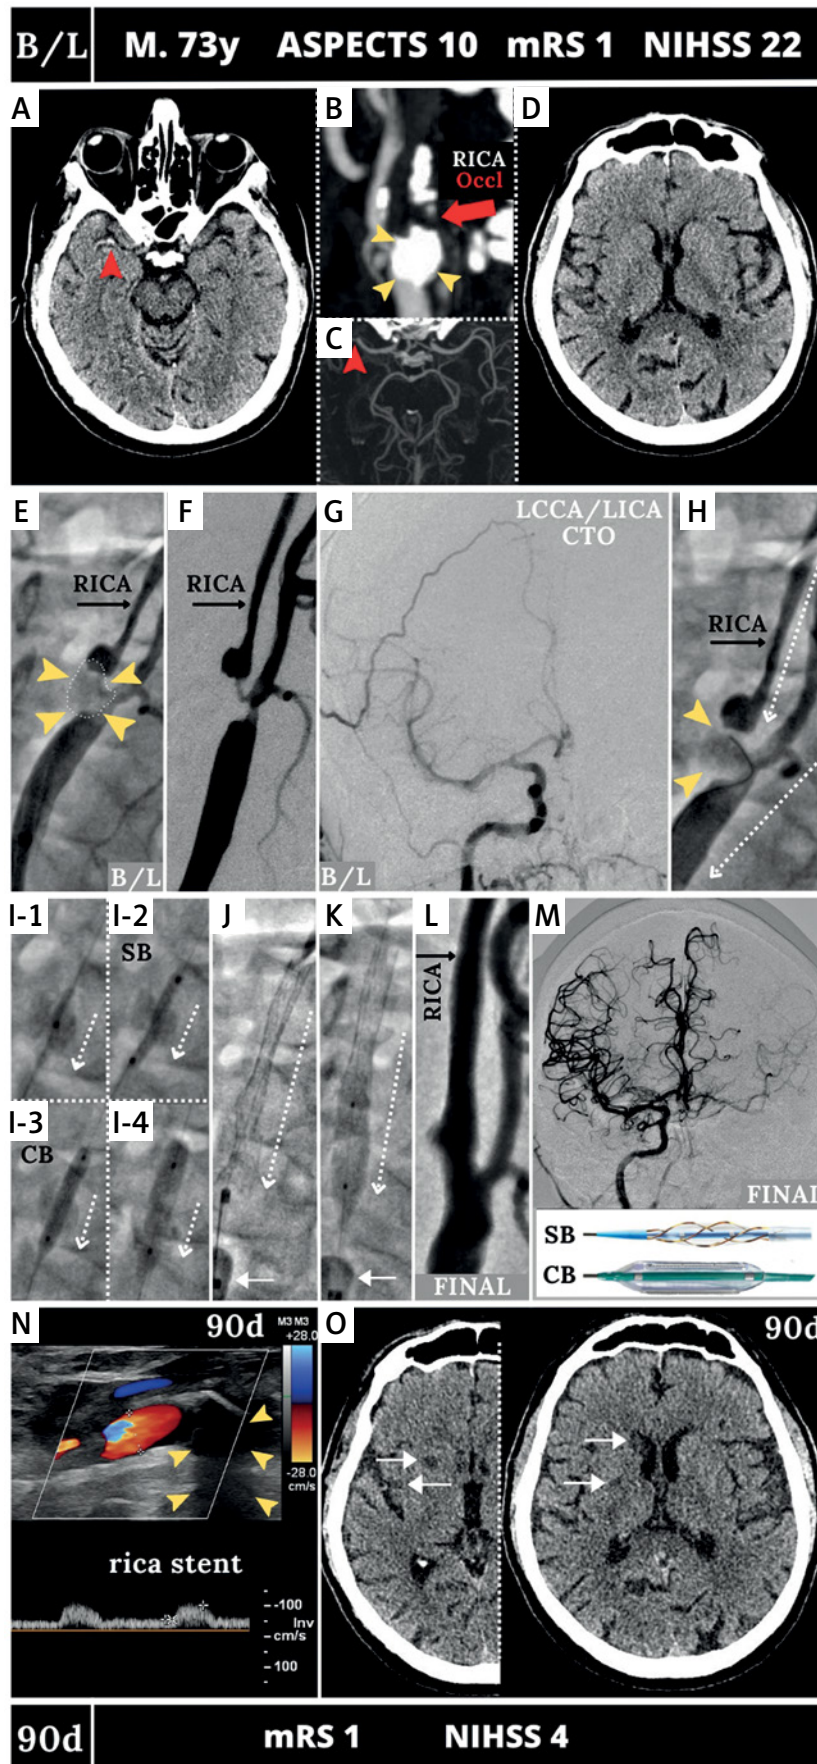 B/L M. 73y ASPECTS 10 mRS 1 NIHSS 22
A
B
RICA
Occl
C
D
E
RICA
B/L
F
RICA
G
LCCA/LICA
CTO
B/L
H
RICA
I-1
I-2
SB
I-3
CB
I-4
J
K
L
RICA
FINAL
M
FINAL
SB
CB
N
90d
M3 M3
+28.0
-28.0
cm/s
rica stent
-100
Inv
cm/s
100
O
90d
90d mRS 1 NIHSS 4